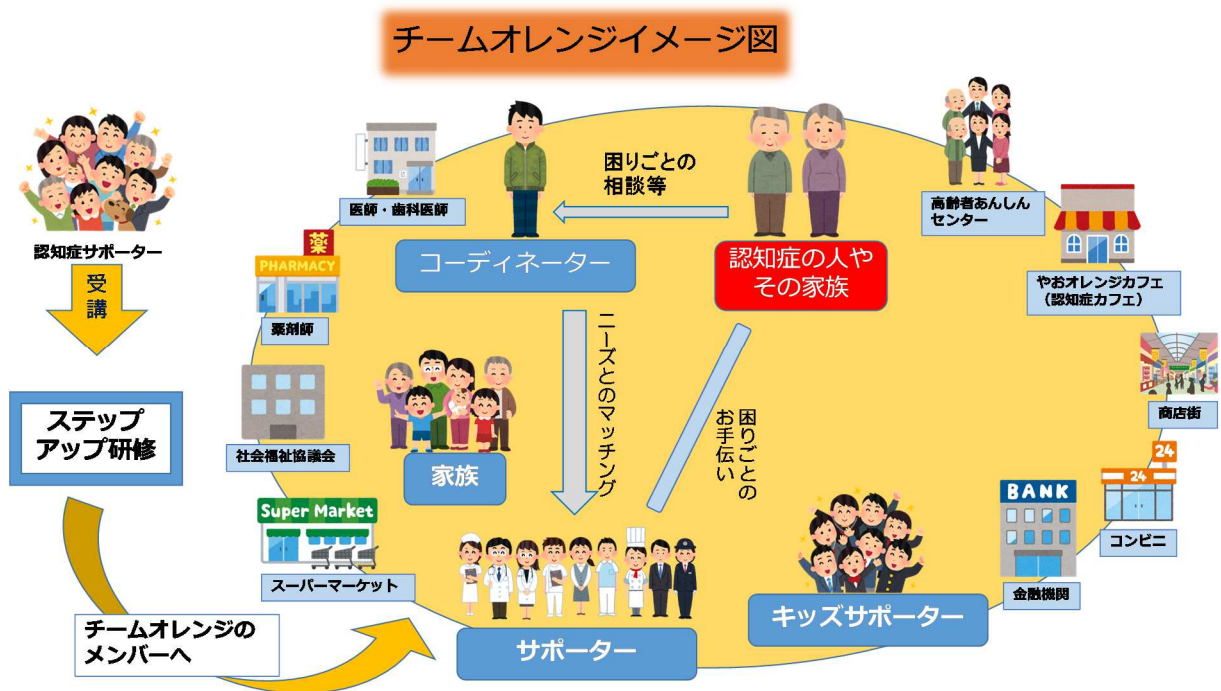 チームオレンジイメージ図
認知症サポーター
受
講
ステップ
アップ研修
チームオレンジの
メンバーへ
医師・歯科医師
薬
PHARMACY
薬剤師
社会福祉協議会
Super Market
スーパーマーケット
コーディネーター
困りごとの
相談等
認知症の人や
その家族
ニーズとのマッチング
困りごとの
お手伝い
家族
サポーター
キッズサポーター
高齢者あんしん
センター
やおオレンジカフェ
（認知症カフェ）
商店街
24
24
コンビニ
BANK
金融機関